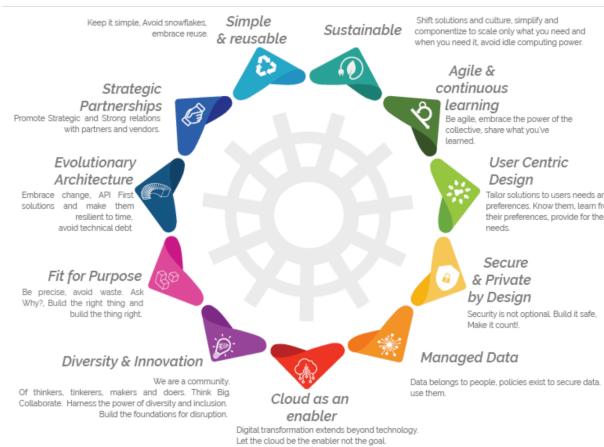 Simple
& reusable
Keep it simple, Avoid snowflakes,
embrace reuse.
Sustainable
Shift solutions and culture, simplify and
componentize to scale only what you need and
when you need it, avoid idle computing power.
Agile &
continuous
learning
Be agile, embrace the power of the
collective, share what you've
learned.
User Centric
Design
Tailor solutions to users needs an
preferences. Know them, learn fr
their preferences, provide for the
needs.
Secure
& Private
by Design
Security is not optional. Build it safe,
Make it count!.
Managed Data
Data belongs to people, policies exist to secure data.
use them.
Cloud as an
enabler
Digital transformation extends beyond technology.
Let the cloud be the enabler not the goal.
Diversity & Innovation
We are a community.
Of thinkers, tinkerers, makers and doers. Think Big.
Collaborate. Harness the power of diversity and inclusion.
Build the foundations for disruption.
Fit for Purpose
Be precise, avoid waste. Ask
Why?, Build the right thing and
build the thing right.
Evolutionary
Architecture
Embrace change, API First
solutions and make them
resilient to time,
avoid technical debt
Strategic
Partnerships
Promote Strategic and Strong relations
with partners and vendors.